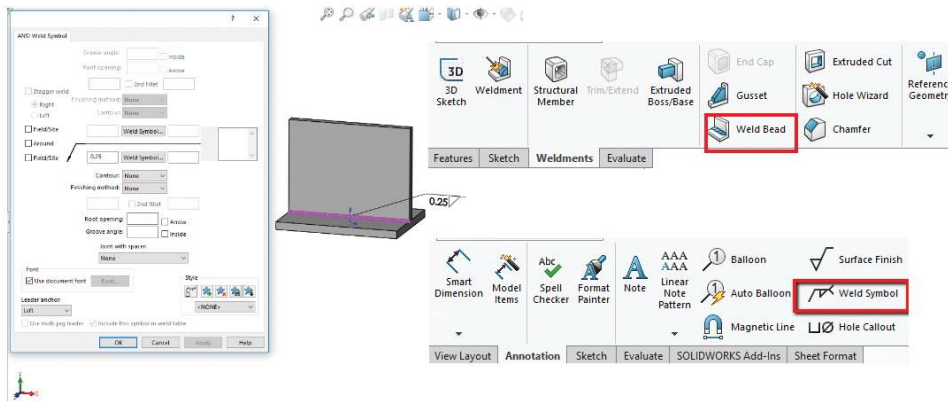 ? ×
ANSI Weld Symbol
Groove angle: Inside
Root opening: Arrow
2nd fillet
Stagger weld
Finishing method: None
Right
Contour: None
Left
Field/Site Weld Symbol...
Around
Field/Site 0.25 Weld Symbol...
Contour: None
Finishing method: None
2nd fillet
Root opening: Arrow
Groove angle: Inside
Joint with spacer:
None
Font
Use document font Font...
Style
<NONE>
Leader anchor:
Left
Use multi jog leader Include this symbol in weld table
OK Cancel Apply Help
0.25
3D Sketch
Weldment
Structural Member
Trim/Extend
Extruded Boss/Base
End Cap
Gusset
Weld Bead
Extruded Cut
Hole Wizard
Chamfer
Features Sketch Weldments Evaluate
Smart Dimension
Model Items
Abc
Spell Checker
Format Painter
A
Note
AAA
AAA
Linear Note Pattern
1 Balloon
1 Auto Balloon
Magnetic Line
Surface Finish
Weld Symbol
Hole Callout
View Layout Annotation Sketch Evaluate SOLIDWORKS Add-Ins Sheet Format